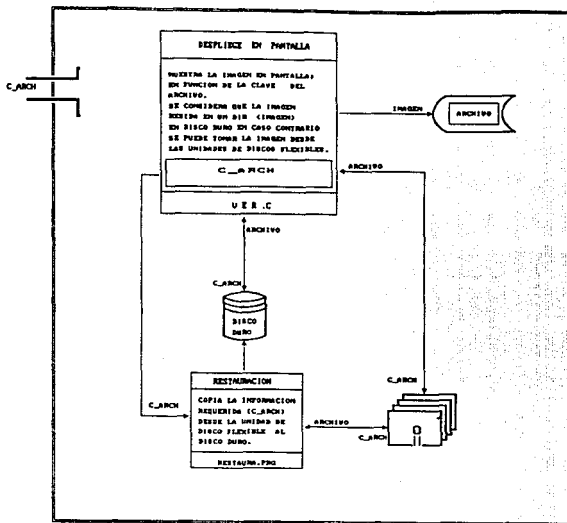 DESPLIEGE EN PANTALLA
C_ARCH
MUESTRA LA IMAGEN EN PANTALLA;
EN FUNCION DE LA CLAVE DEL
ARCHIVO.
SE CONSIDERA QUE LA IMAGEN
RESIDA EN UN DIR (IMAGEN)
EN DISCO DURO EN CASO CONTRARIO
SE PUEDE TOMAR LA IMAGEN DESDE
LAS UNIDADES DE DISCOS FLEXIBLES.
C_ARCH
V E R .C
IMAGEN
ARCHIVO
ARCHIVO
ARCHIVO
C_ARCH
DISCO
DURO
RESTAURACION
COPIA LA INFORMACION
REQUERIDA (C_ARCH)
DESDE LA UNIDAD DE
DISCO FLEXIBLE AL
DISCO DURO.
RESTAURA.PRG
C_ARCH
ARCHIVO
C_ARCH
C_ARCH